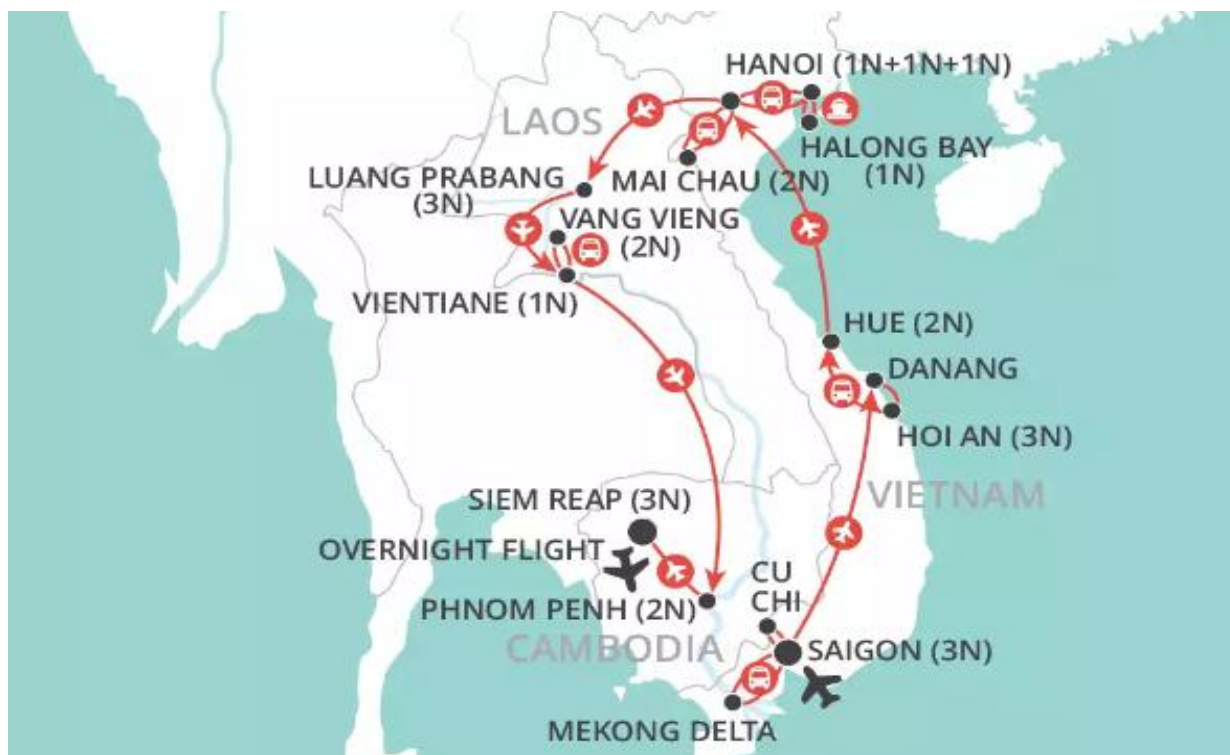 HANOI (1N+1N+1N)
LAOS
HALONG BAY
(1N)
LUANG PRABANG
(3N)
MAI CHAU (2N)
VANG VIENG
(2N)
VIENTIANE (1N)
HUE (2N)
DANANG
HOI AN (3N)
VIETNAM
SIEM REAP (3N)
OVERNIGHT FLIGHT
CU
CHI
PHNOM PENH (2N)
CAMBODIA
SAIGON (3N)
MEKONG DELTA